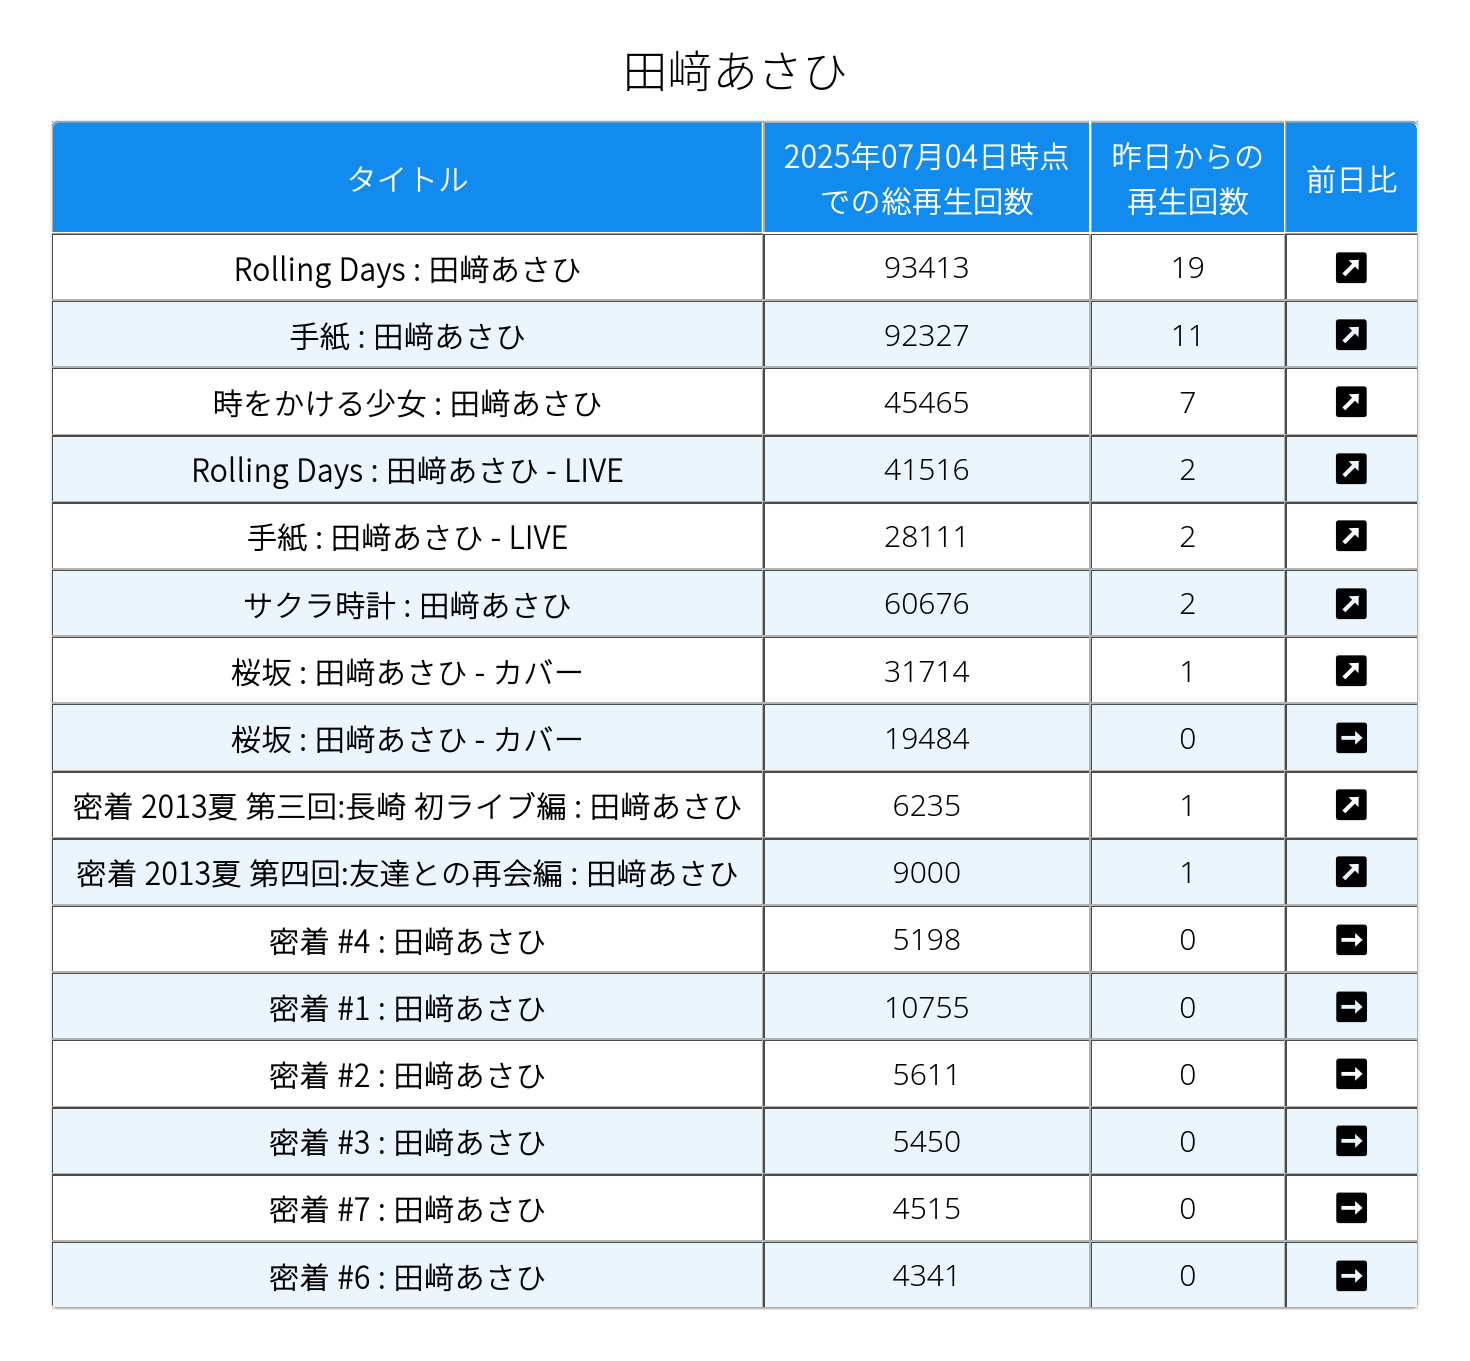 田﨑あさひ
タイトル
2025年07月04日時点
での総再生回数
昨日からの
再生回数
前日比
Rolling Days : 田﨑あさひ 93413 19
手紙 : 田﨑あさひ 92327 11
時をかける少女 : 田﨑あさひ 45465 7
Rolling Days : 田﨑あさひ - LIVE 41516 2
手紙 : 田﨑あさひ - LIVE 28111 2
サクラ時計 : 田﨑あさひ 60676 2
桜坂 : 田﨑あさひ - カバー 31714 1
桜坂 : 田﨑あさひ - カバー 19484 0
密着 2013夏 第三回:長崎 初ライブ編 : 田﨑あさひ 6235 1
密着 2013夏 第四回:友達との再会編 : 田﨑あさひ 9000 1
密着 #4 : 田﨑あさひ 5198 0
密着 #1 : 田﨑あさひ 10755 0
密着 #2 : 田﨑あさひ 5611 0
密着 #3 : 田﨑あさひ 5450 0
密着 #7 : 田﨑あさひ 4515 0
密着 #6 : 田﨑あさひ 4341 0